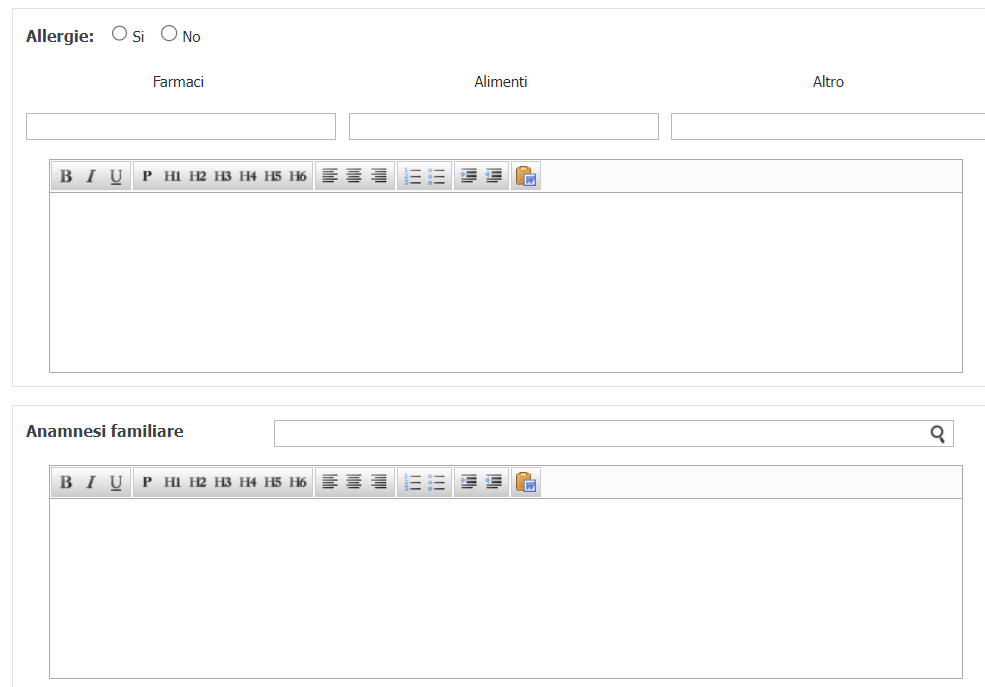 Allergie: Si No
Farmaci Alimenti Altro
B I U P H1 H2 H3 H4 H5 H6
Anamnesi familiare
B I U P H1 H2 H3 H4 H5 H6